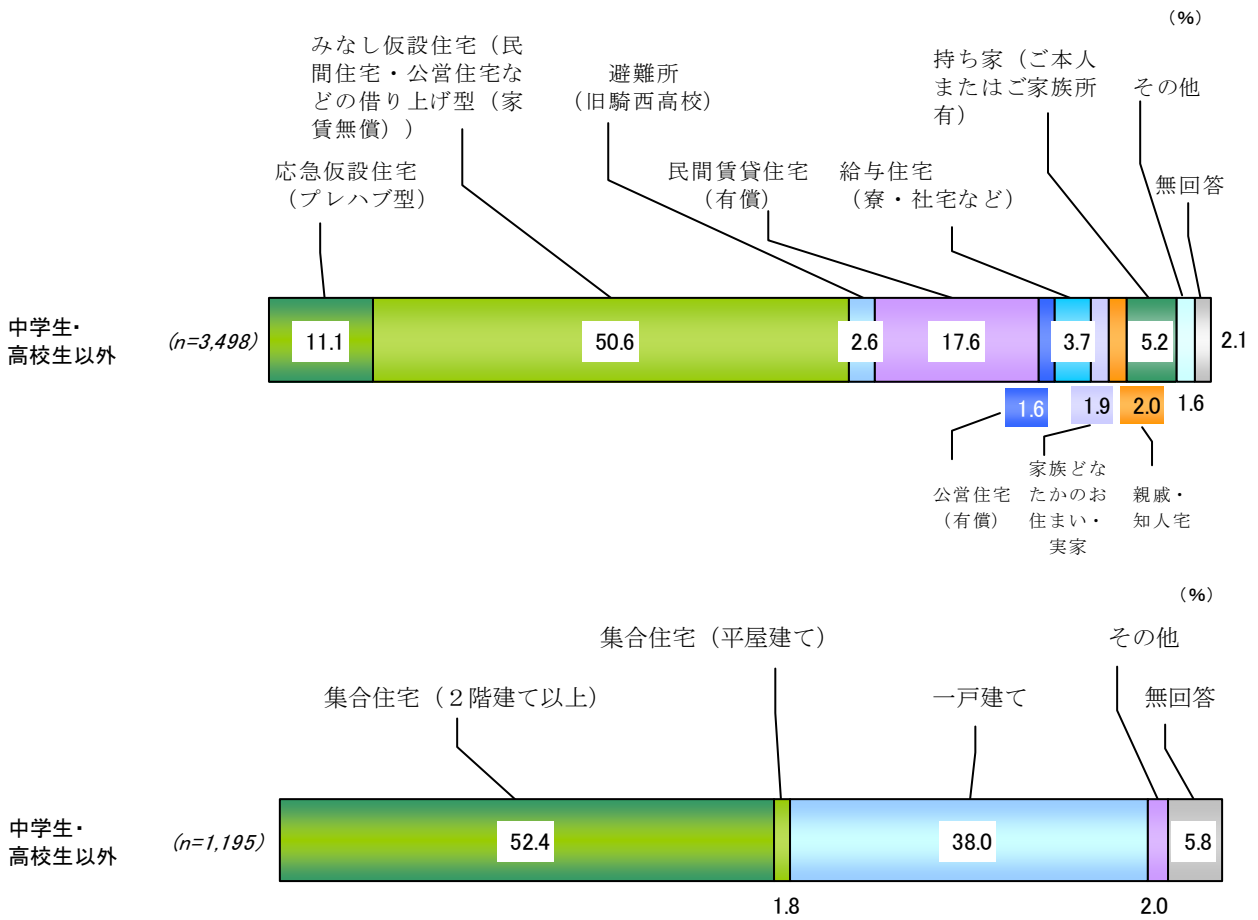 （%）
みなし仮設住宅（民
間住宅・公営住宅な
どの借り上げ型（家
賃無償））
避難所
（旧騎西高校）
持ち家（ご本人
またはご家族所
有）
その他
応急仮設住宅
（プレハブ型）
民間賃貸住宅
（有償）
給与住宅
（寮・社宅など）
無回答
中学生・
高校生以外
(n=3,498)
11.1
50.6
2.6
17.6
3.7
5.2
2.1
1.6
1.9
2.0
1.6
公営住宅
（有償）
家族どな
たかのお
住まい・
実家
親戚・
知人宅
（%）
集合住宅（２階建て以上）
集合住宅（平屋建て）
一戸建て
その他
無回答
中学生・
高校生以外
(n=1,195)
52.4
38.0
5.8
1.8
2.0